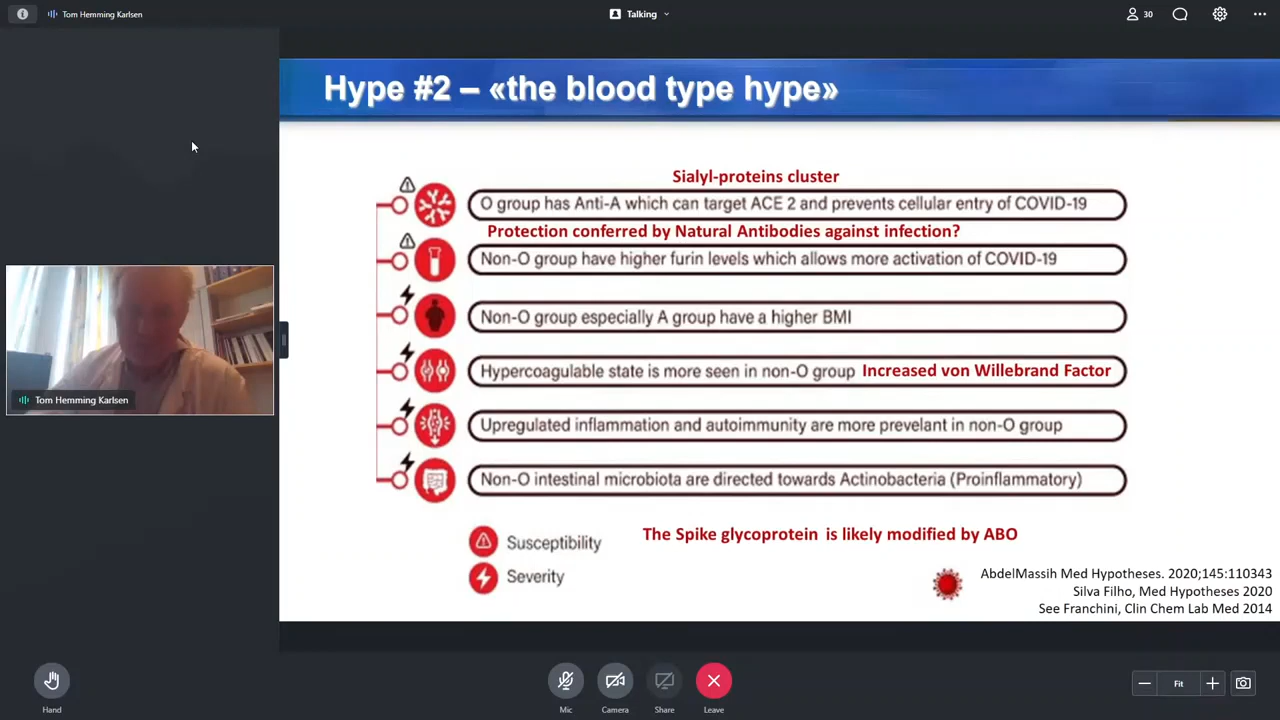 Tom Hemming Karlsen
Talking
30
Hype #2 – «the blood type hype»
Sialyl-proteins cluster
O group has Anti-A which can target ACE 2 and prevents cellular entry of COVID-19
Protection conferred by Natural Antibodies against infection?
Non-O group have higher furin levels which allows more activation of COVID-19
Non-O group especially A group have a higher BMI
Hypercoagulable state is more seen in non-O group Increased von Willebrand Factor
Upregulated inflammation and autoimmunity are more prevelant in non-O group
Non-O intestinal microbiota are directed towards Actinobacteria (Proinflammatory)
Tom Hemming Karlsen
Susceptibility
The Spike glycoprotein is likely modified by ABO
Severity
AbdelMassih Med Hypotheses. 2020;145:110343
Silva Filho, Med Hypotheses 2020
See Franchini, Clin Chem Lab Med 2014
Hand
Mic
Camera
Share
Leave
Fit